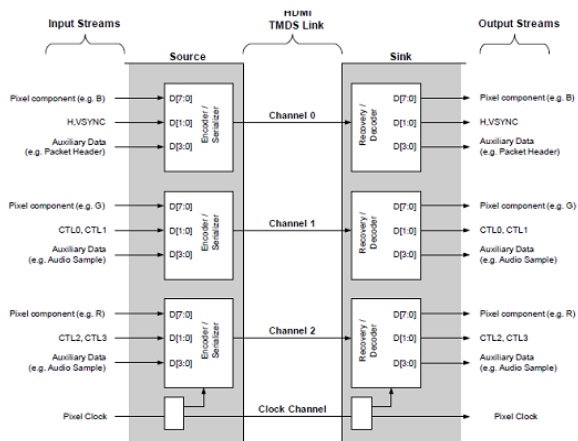 HDMI
Input Streams
TMDS Link
Output Streams
Source
Sink
Pixel component (e.g. B)
D[7:0]
D[7:0]
Pixel component (e.g. B)
H,VSYNC
D[1:0]
Encoder /
Serializer
Channel 0
Recovery /
Decoder
D[1:0]
H,VSYNC
Auxiliary Data
(e.g. Packet Header)
D[3:0]
D[3:0]
Auxiliary Data
(e.g. Packet Header)
Pixel component (e.g. G)
D[7:0]
D[7:0]
Pixel component (e.g. G)
CTL0, CTL1
D[1:0]
Encoder /
Serializer
Channel 1
Recovery /
Decoder
D[1:0]
CTL0, CTL1
Auxiliary Data
(e.g. Audio Sample)
D[3:0]
D[3:0]
Auxiliary Data
(e.g. Audio Sample)
Pixel component (e.g. R)
D[7:0]
D[7:0]
Pixel component (e.g. R)
CTL2, CTL3
D[1:0]
Encoder /
Serializer
Channel 2
Recovery /
Decoder
D[1:0]
CTL2, CTL3
Auxiliary Data
(e.g. Audio Sample)
D[3:0]
D[3:0]
Auxiliary Data
(e.g. Audio Sample)
Pixel Clock
Clock Channel
Pixel Clock